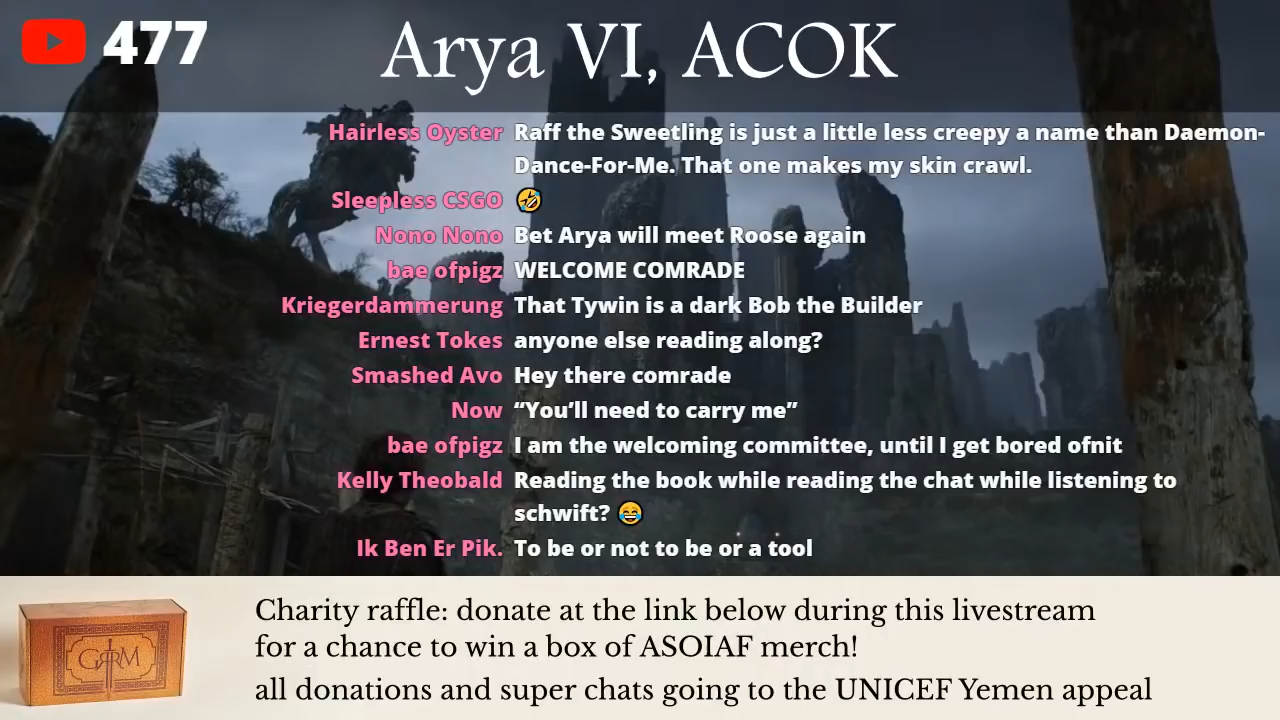 477
Arya VI, ACOK
Hairless Oyster Raff the Sweetling is just a little less creepy a name than Daemon-
Dance-For-Me. That one makes my skin crawl.
Sleepless CSGO 🤣
Nono Nono Bet Arya will meet Roose again
bae ofpigz WELCOME COMRADE
Kriegerdammerung That Tywin is a dark Bob the Builder
Ernest Tokes anyone else reading along?
Smashed Avo Hey there comrade
Now “You’ll need to carry me”
bae ofpigz I am the welcoming committee, until I get bored ofnit
Kelly Theobald Reading the book while reading the chat while listening to
schwift? 😂
Ik Ben Er Pik. To be or not to be or a tool
GRRM
Charity raffle: donate at the link below during this livestream
for a chance to win a box of ASOIAF merch!
all donations and super chats going to the UNICEF Yemen appeal